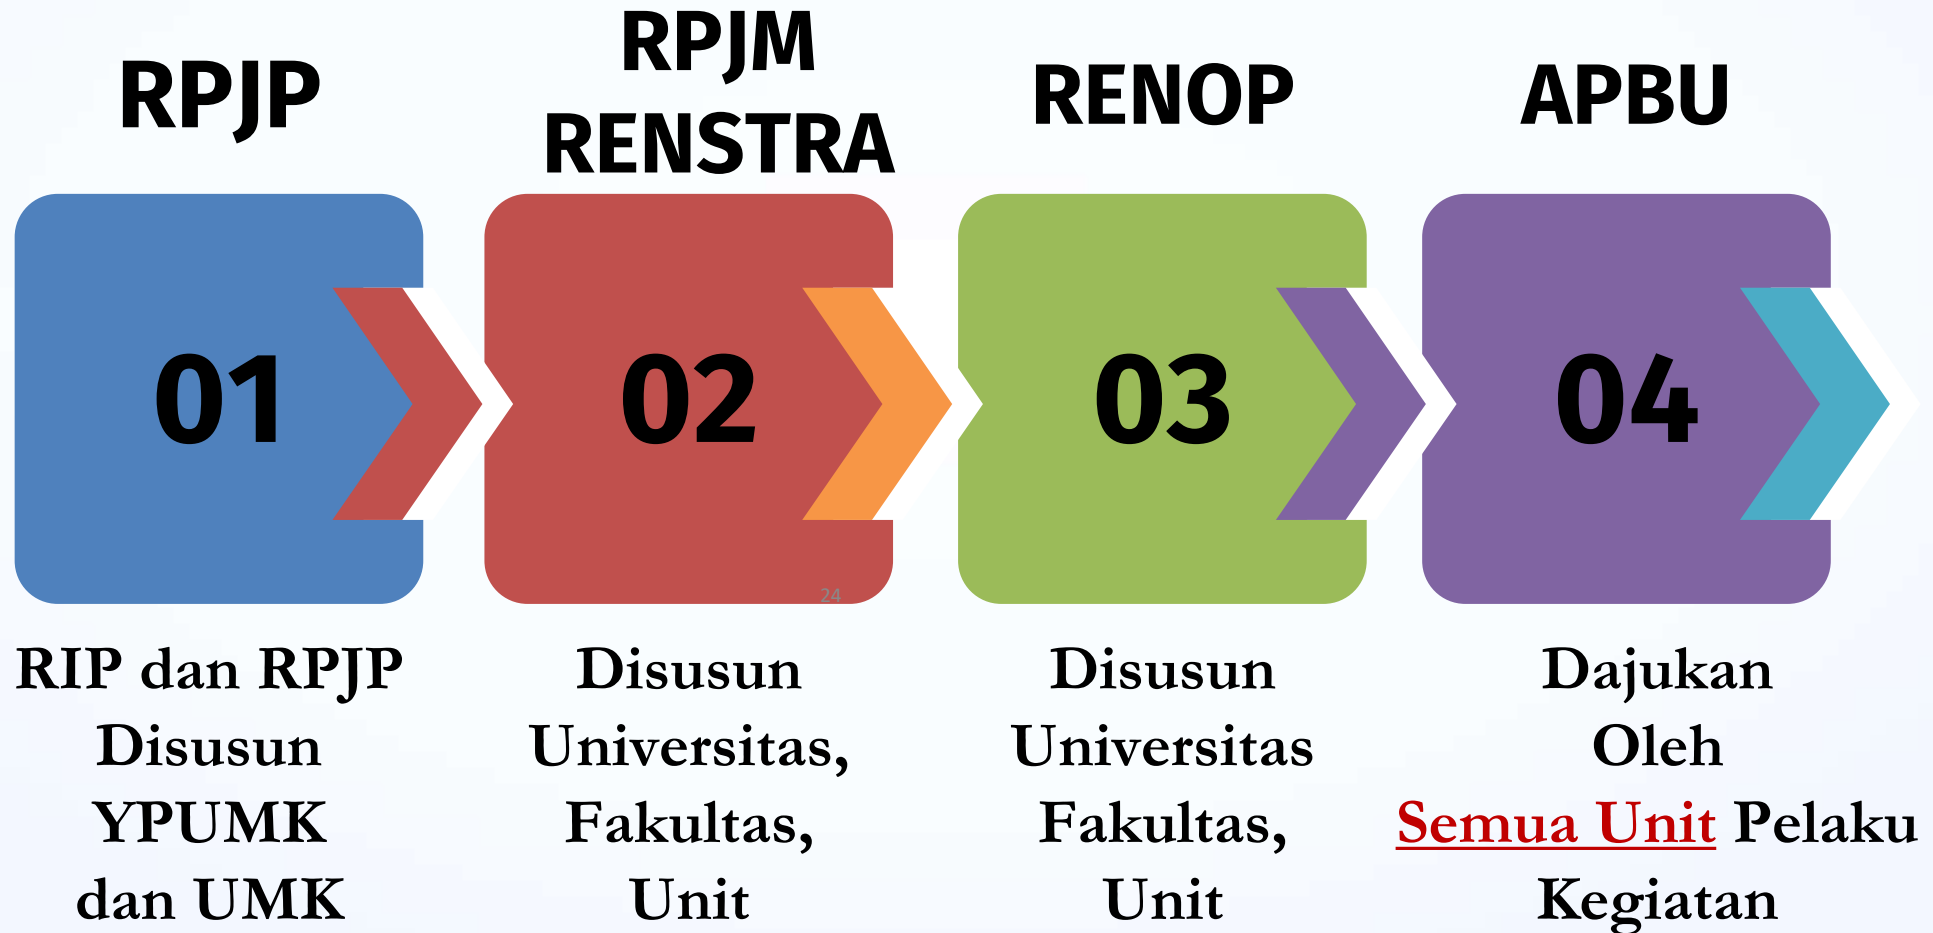 RPJP
RPJM
RENSTRA
RENOP
APBU
01
02
03
04
24
RIP dan RPJP
Disusun
YPUMK
dan UMK
Disusun
Universitas,
Fakultas,
Unit
Disusun
Universitas
Fakultas,
Unit
Dajukan
Oleh
Semua Unit Pelaku
Kegiatan